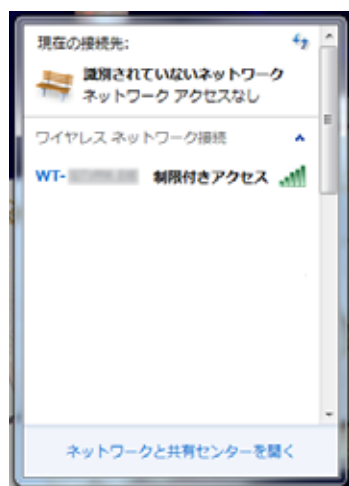 現在の接続先:
識別されていないネットワーク
ネットワーク アクセスなし
ワイヤレス ネットワーク接続
WT- 制限付きアクセス
ネットワークと共有センターを開く